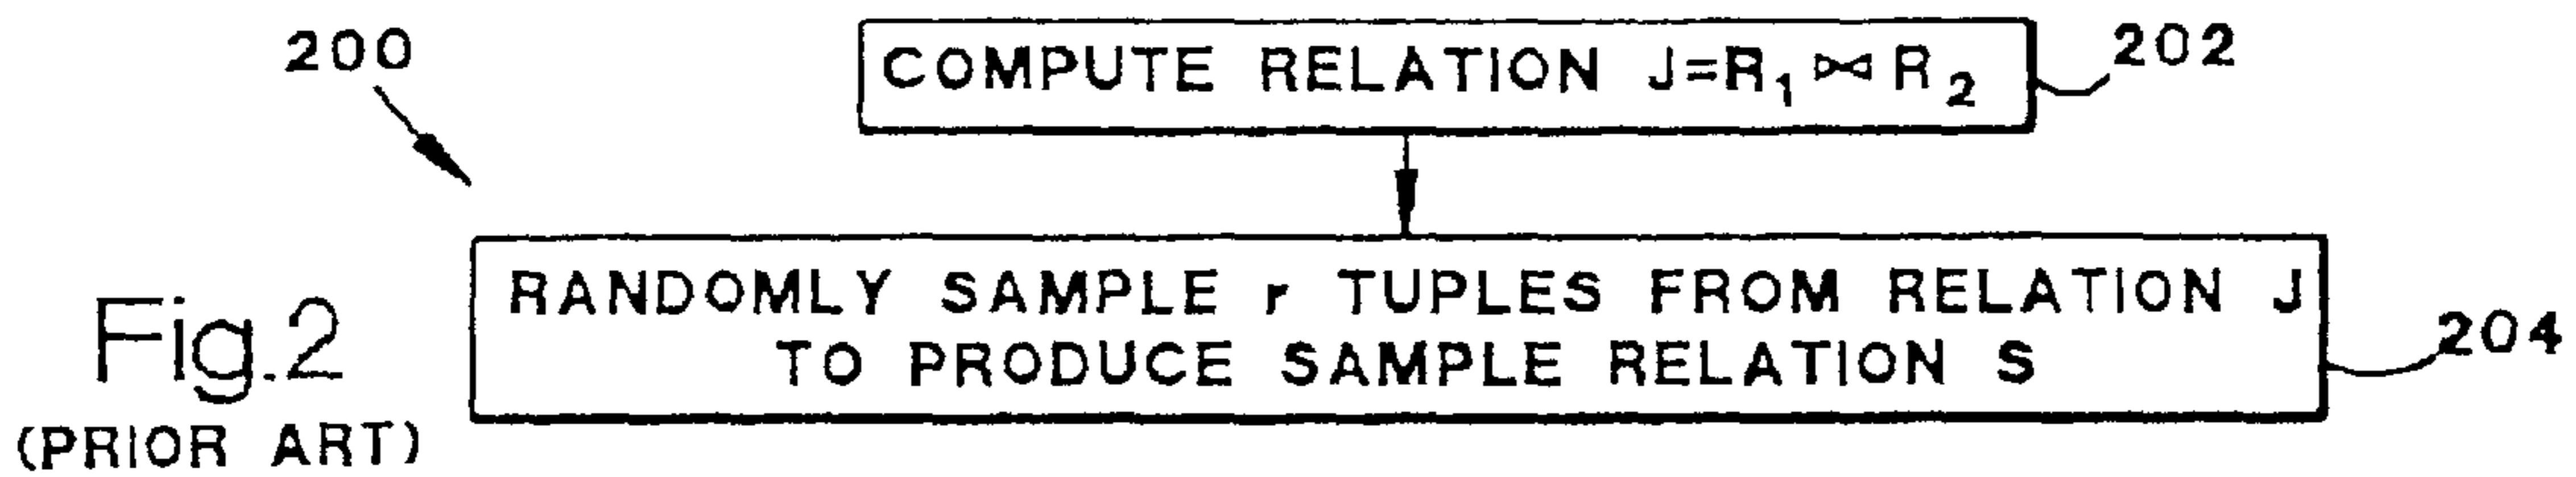 200
COMPUTE RELATION J=R₁ ⋈ R₂
202
RANDOMLY SAMPLE r TUPLES FROM RELATION J
TO PRODUCE SAMPLE RELATION S
204
Fig.2
(PRIOR ART)